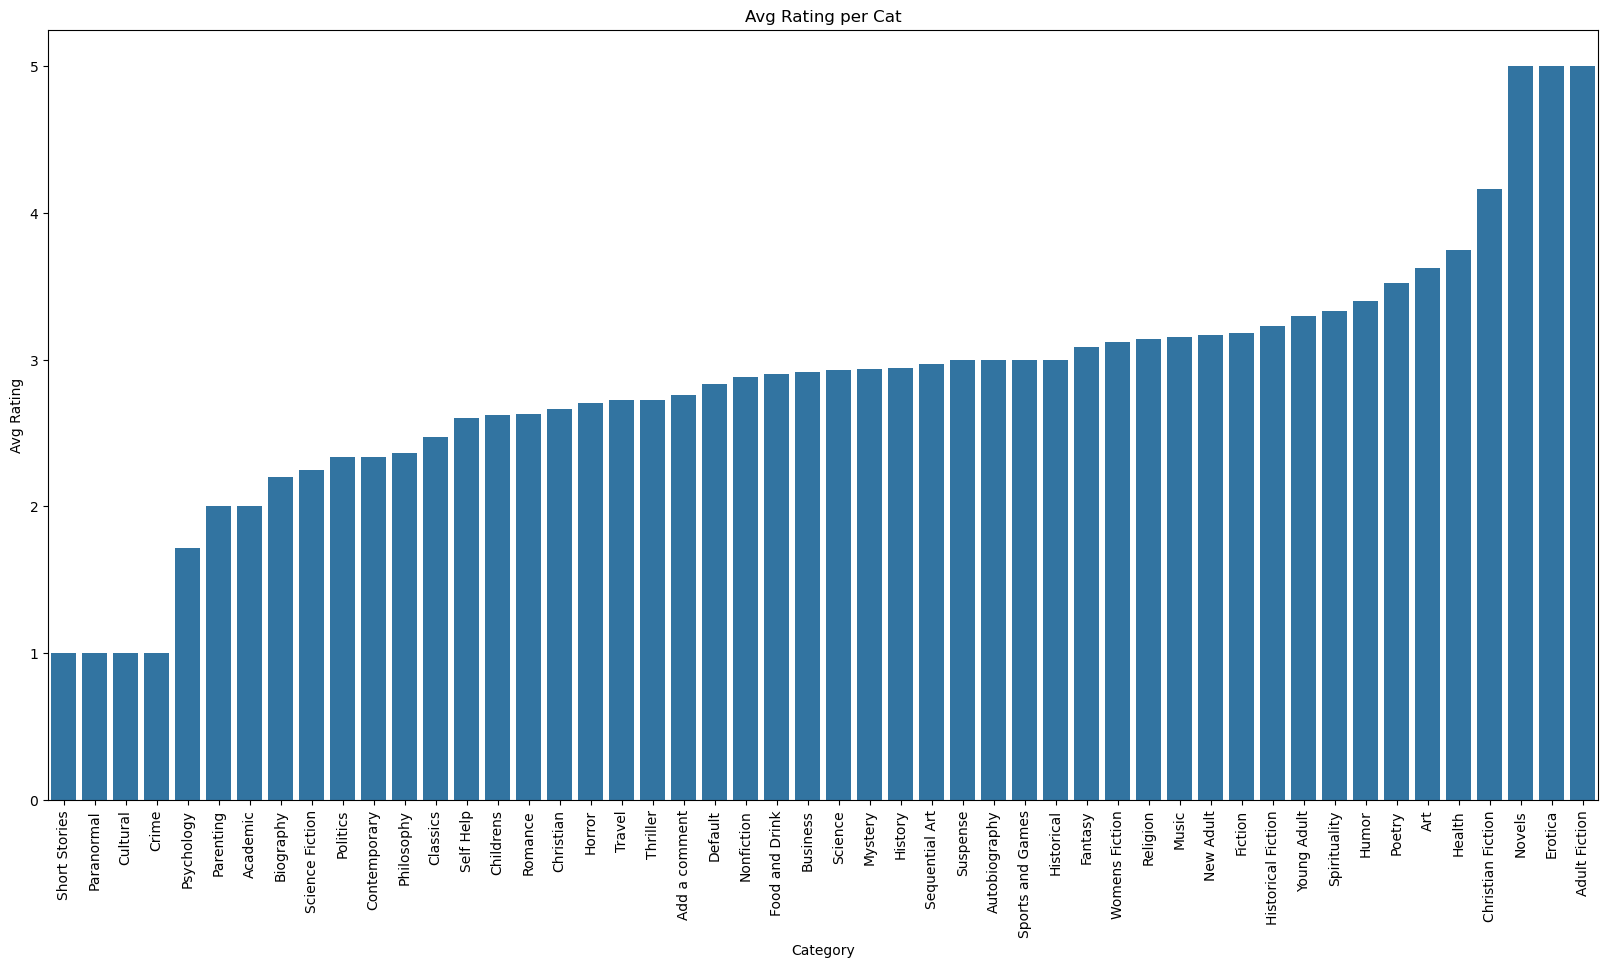 Avg Rating per Cat
5
4
3
2
1
0
Avg Rating
Short Stories
Paranormal
Cultural
Crime
Psychology
Parenting
Academic
Biography
Science Fiction
Politics
Contemporary
Philosophy
Classics
Self Help
Childrens
Romance
Christian
Horror
Travel
Thriller
Add a comment
Default
Nonfiction
Food and Drink
Business
Science
Mystery
History
Sequential Art
Suspense
Autobiography
Sports and Games
Historical
Fantasy
Womens Fiction
Religion
Music
New Adult
Fiction
Historical Fiction
Young Adult
Spirituality
Humor
Poetry
Art
Health
Christian Fiction
Novels
Erotica
Adult Fiction
Category